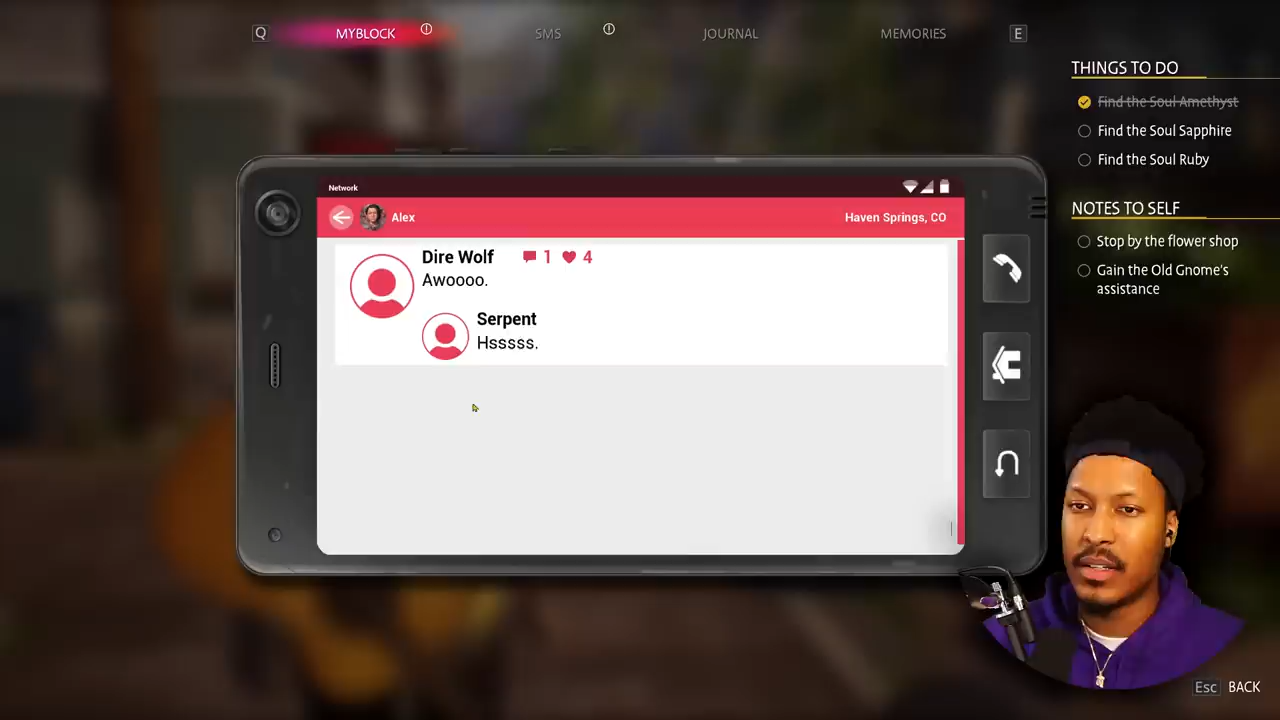 Q MYBLOCK SMS JOURNAL MEMORIES E
THINGS TO DO
Find the Soul Amethyst
Find the Soul Sapphire
Find the Soul Ruby
NOTES TO SELF
Stop by the flower shop
Gain the Old Gnome's
assistance
Network
Alex Haven Springs, CO
Dire Wolf 1 4
Awoooo.
Serpent
Hsssss.
Esc BACK